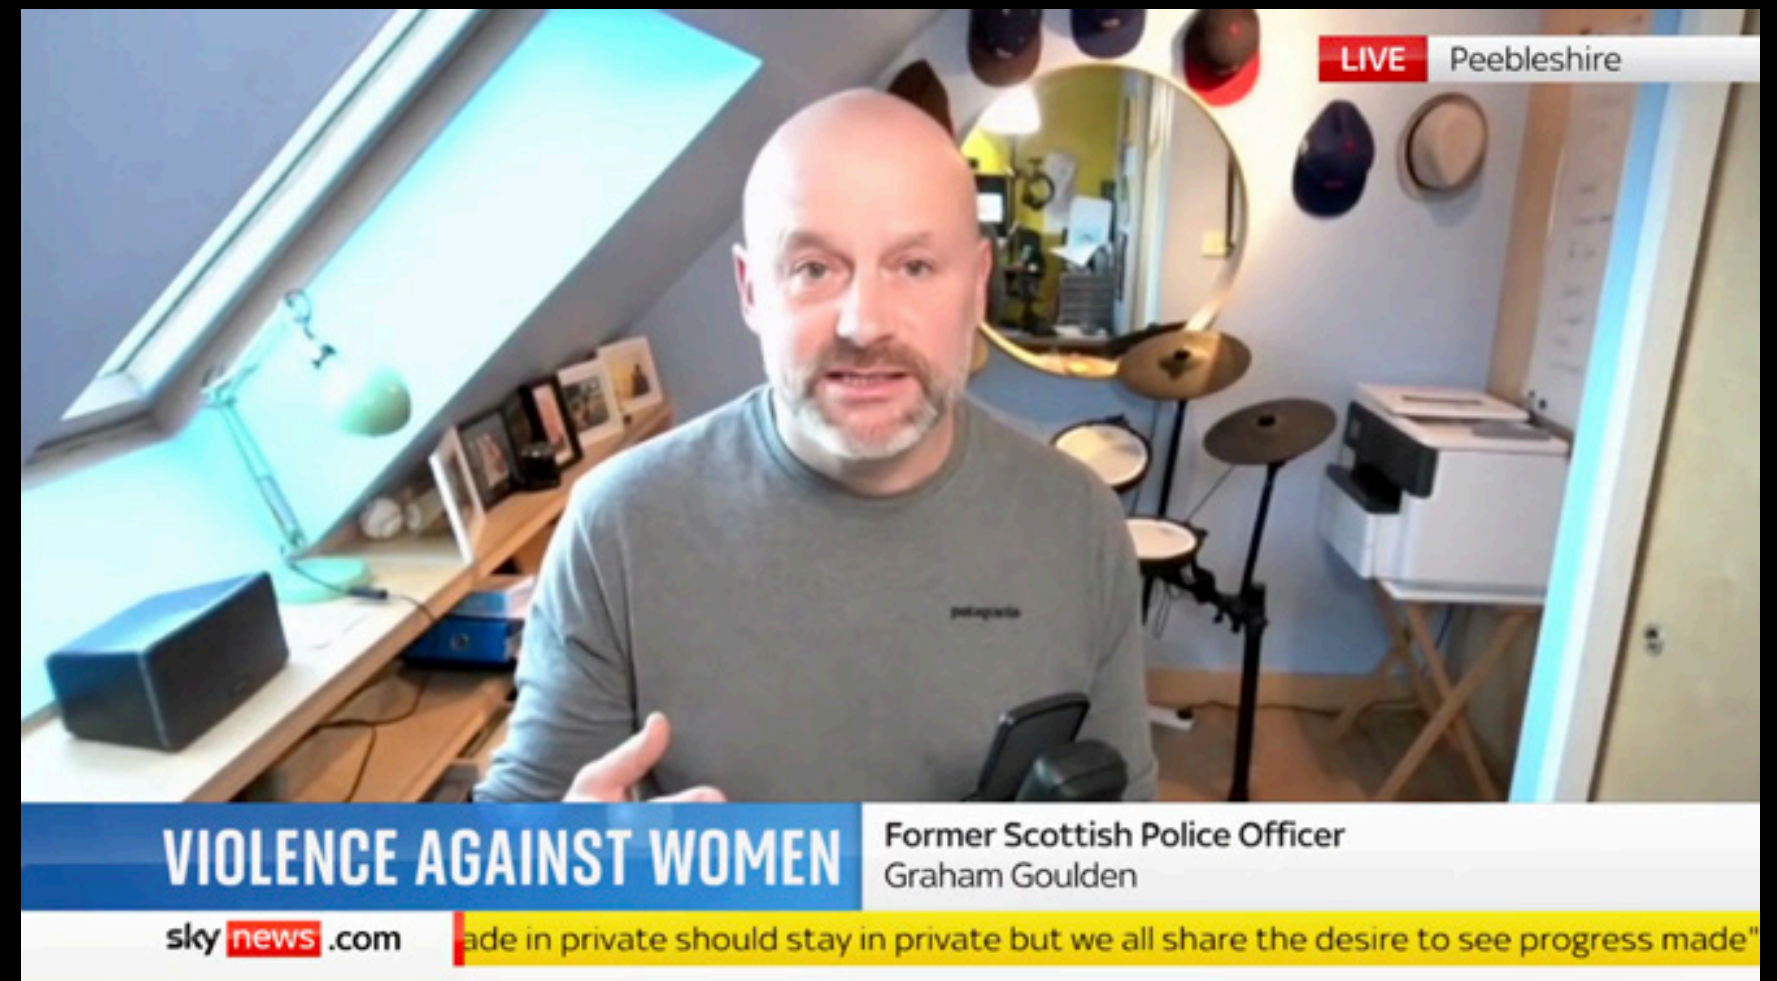 LIVE Peebleshire
patagonia
VIOLENCE AGAINST WOMEN
Former Scottish Police Officer
Graham Goulden
sky news .com
ade in private should stay in private but we all share the desire to see progress made"